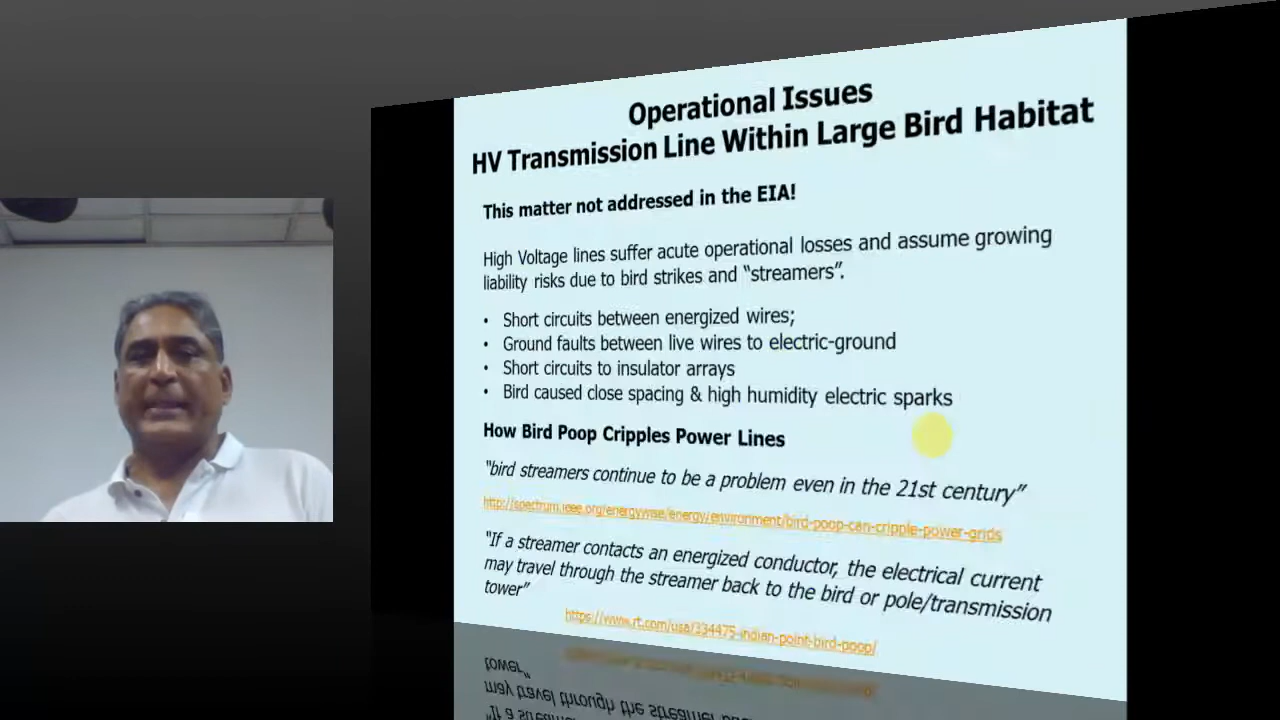 Operational Issues
HV Transmission Line Within Large Bird Habitat
This matter not addressed in the EIA!
High Voltage lines suffer acute operational losses and assume growing
liability risks due to bird strikes and “streamers”.
• Short circuits between energized wires;
• Ground faults between live wires to electric-ground
• Short circuits to insulator arrays
• Bird caused close spacing & high humidity electric sparks
How Bird Poop Cripples Power Lines
“bird streamers continue to be a problem even in the 21st century”
http://spectrum.ieee.org/energywise/energy/environment/bird-poop-can-cripple-power-grids
“If a streamer contacts an energized conductor, the electrical current
may travel through the streamer back to the bird or pole/transmission
tower”
https://www.rt.com/usa/334475-indian-point-bird-poop/